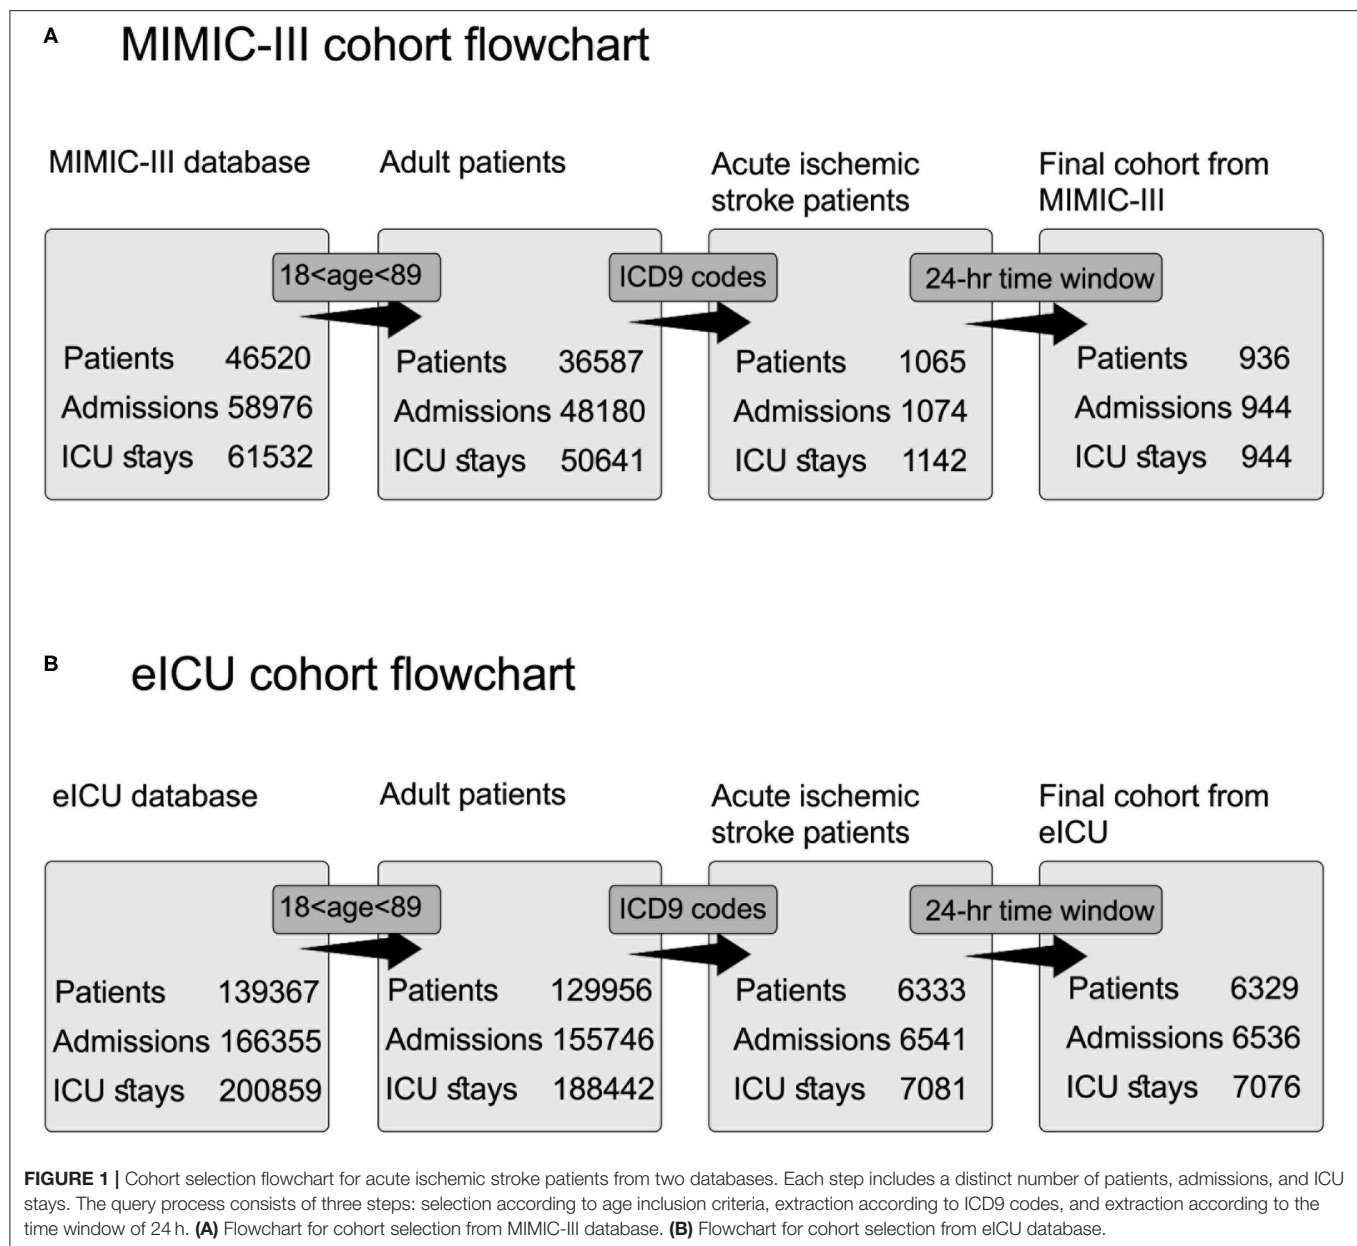 A MIMIC-III cohort flowchart
MIMIC-III database
Adult patients
Acute ischemic
stroke patients
Final cohort from
MIMIC-III
18<age<89
ICD9 codes
24-hr time window
Patients 46520
Admissions 58976
ICU stays 61532
Patients 36587
Admissions 48180
ICU stays 50641
Patients 1065
Admissions 1074
ICU stays 1142
Patients 936
Admissions 944
ICU stays 944
B eICU cohort flowchart
eICU database
Adult patients
Acute ischemic
stroke patients
Final cohort from
eICU
18<age<89
ICD9 codes
24-hr time window
Patients 139367
Admissions 166355
ICU stays 200859
Patients 129956
Admissions 155746
ICU stays 188442
Patients 6333
Admissions 6541
ICU stays 7081
Patients 6329
Admissions 6536
ICU stays 7076
FIGURE 1 | Cohort selection flowchart for acute ischemic stroke patients from two databases. Each step includes a distinct number of patients, admissions, and ICU
stays. The query process consists of three steps: selection according to age inclusion criteria, extraction according to ICD9 codes, and extraction according to the
time window of 24 h. (A) Flowchart for cohort selection from MIMIC-III database. (B) Flowchart for cohort selection from eICU database.